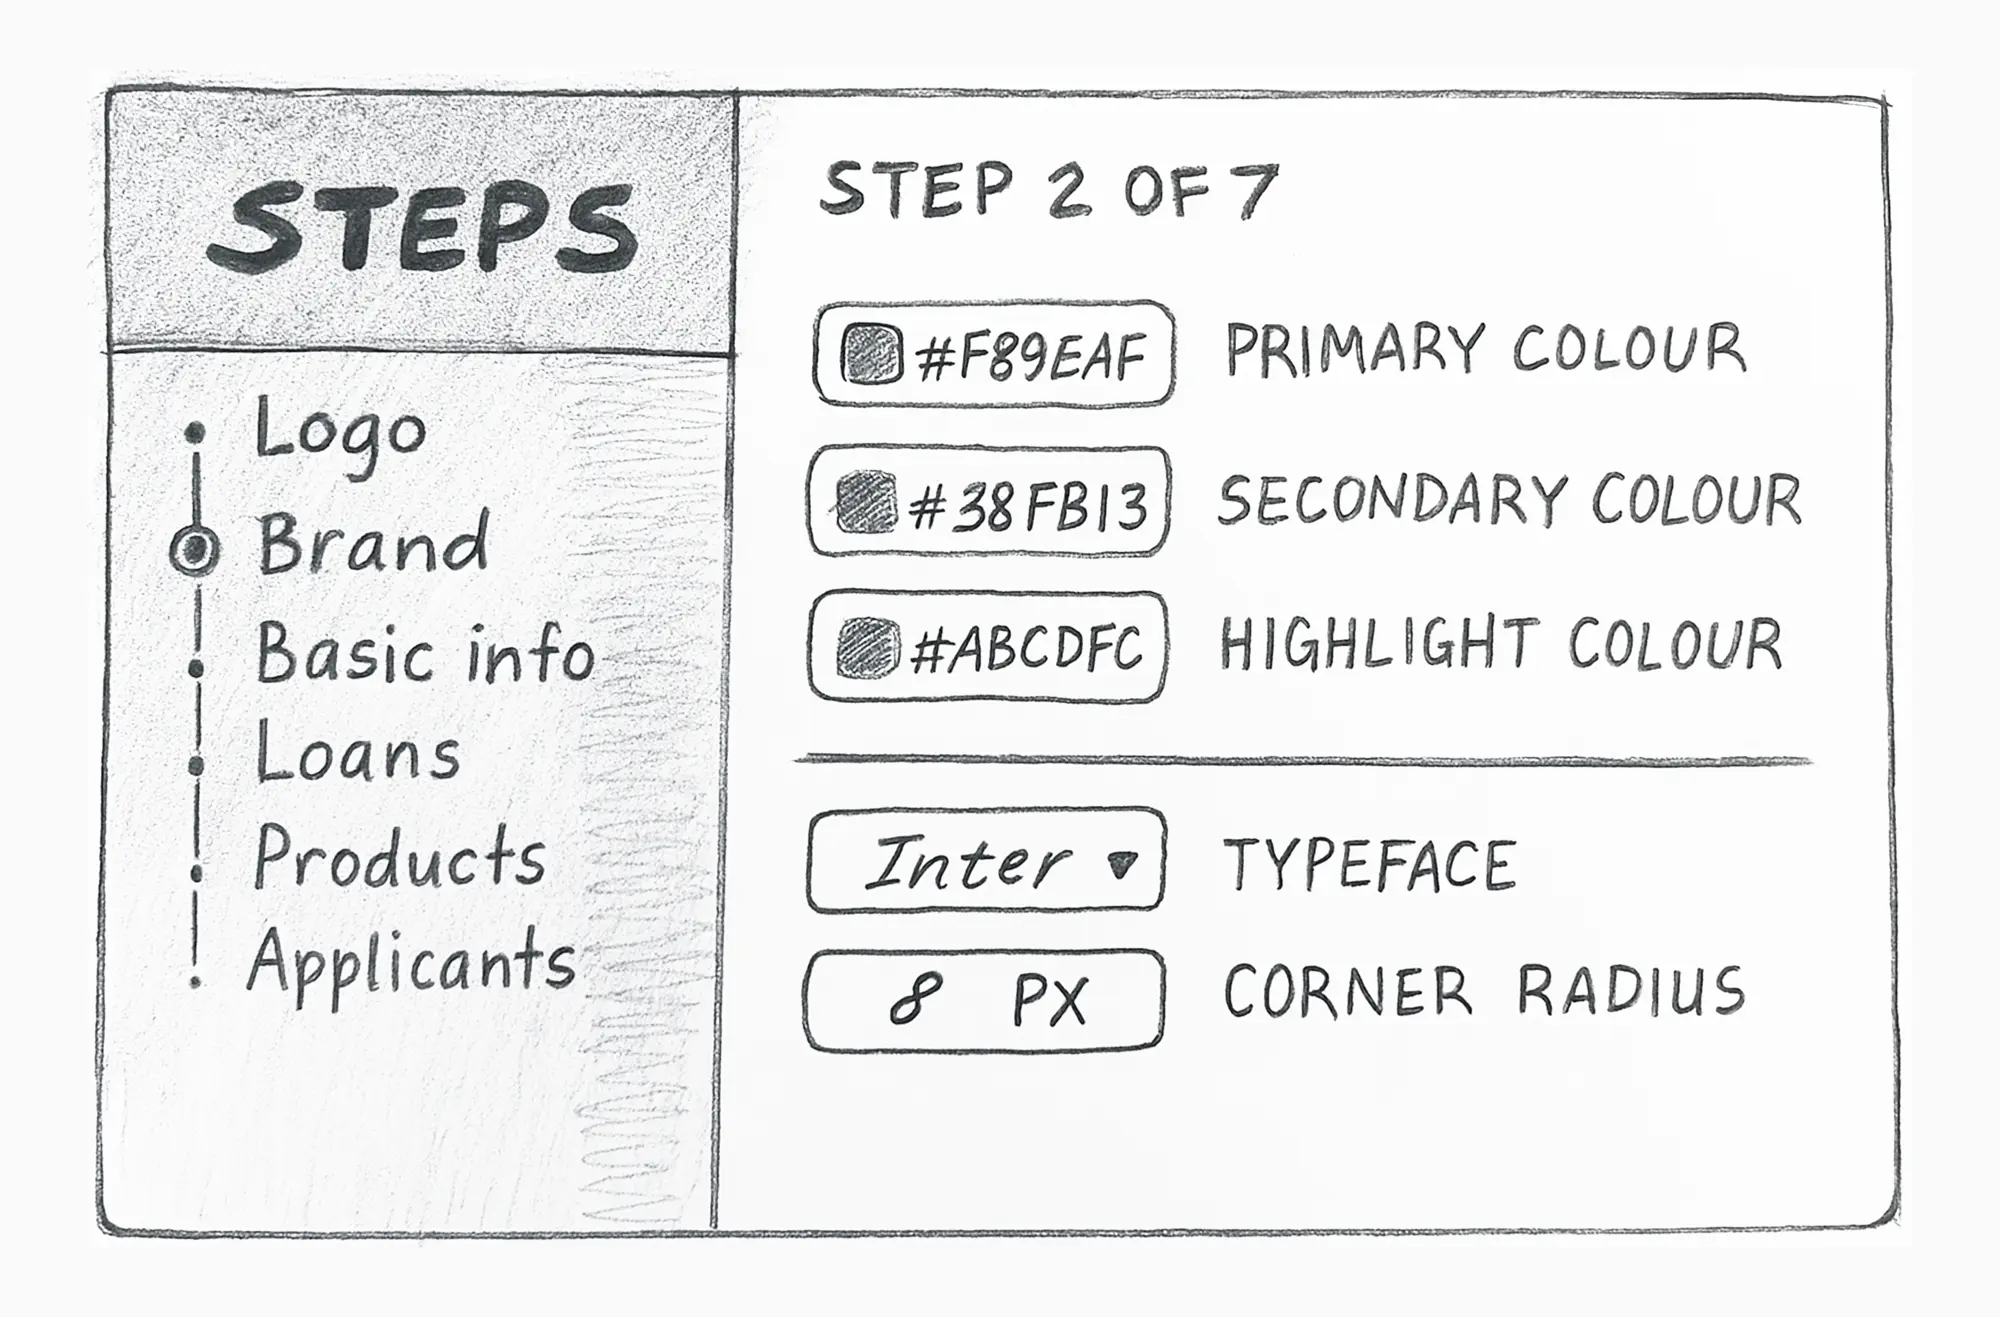 STEPS
Logo
Brand
Basic info
Loans
Products
Applicants
STEP 2 OF 7
#F89EAF PRIMARY COLOUR
#38FB13 SECONDARY COLOUR
#ABCDFC HIGHLIGHT COLOUR
Inter TYPEFACE
8 PX CORNER RADIUS